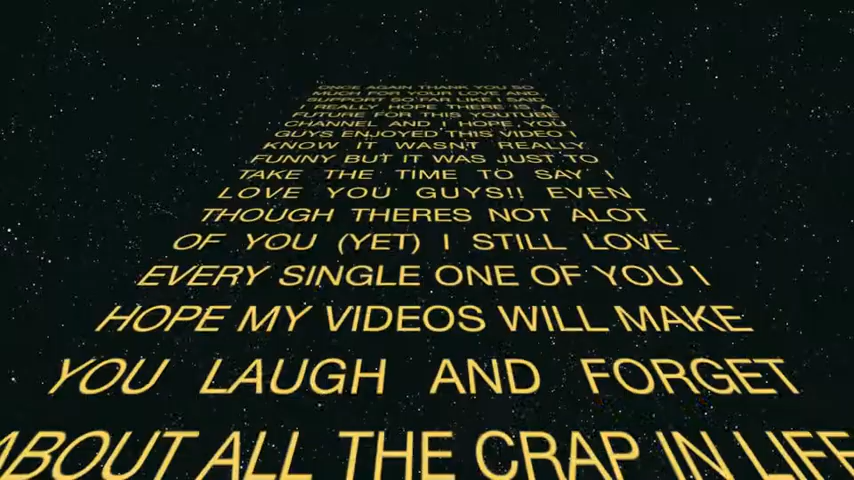 ONCE AGAIN THANK YOU SO
MUCH FOR YOUR LOVE AND
SUPPORT SO FAR LIKE I SAID
I REALLY HOPE THERE IS A
FUTURE FOR THIS YOUTUBE
CHANNEL AND I HOPE YOU
GUYS ENJOYED THIS VIDEO I
KNOW IT WASNT REALLY
FUNNY BUT IT WAS JUST TO
TAKE THE TIME TO SAY I
LOVE YOU GUYS!! EVEN
THOUGH THERES NOT ALOT
OF YOU (YET) I STILL LOVE
EVERY SINGLE ONE OF YOU I
HOPE MY VIDEOS WILL MAKE
YOU LAUGH AND FORGET
ABOUT ALL THE CRAP IN LIFE